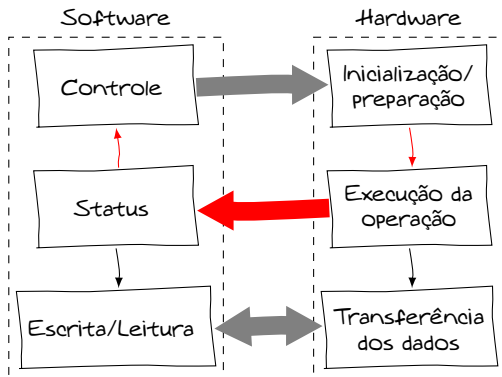 Software
Hardware
Controle
Inicialização/
preparação
Status
Execução da
operação
Escrita/Leitura
Transferência
dos dados